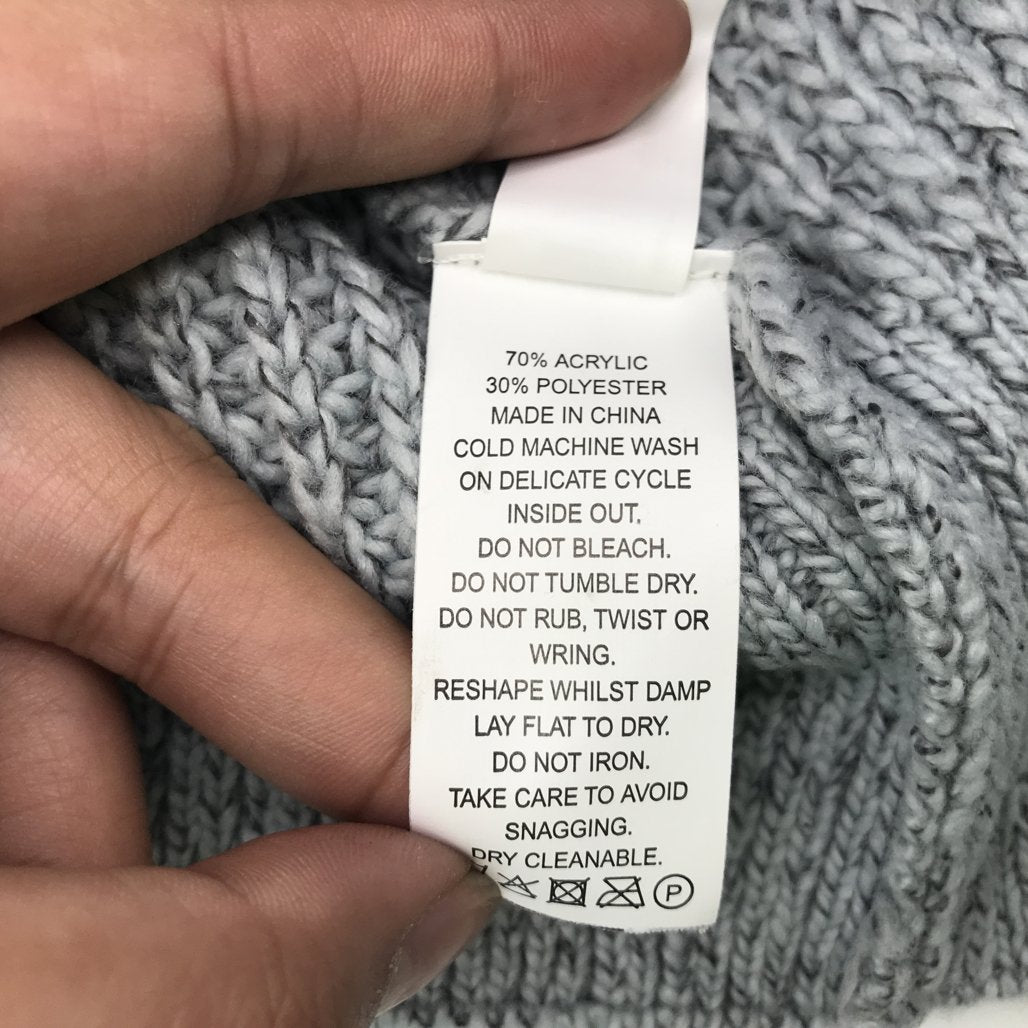 70% ACRYLIC
30% POLYESTER
MADE IN CHINA
COLD MACHINE WASH
ON DELICATE CYCLE
INSIDE OUT.
DO NOT BLEACH.
DO NOT TUMBLE DRY.
DO NOT RUB, TWIST OR
WRING.
RESHAPE WHILST DAMP
LAY FLAT TO DRY.
DO NOT IRON.
TAKE CARE TO AVOID
SNAGGING.
DRY CLEANABLE.
P